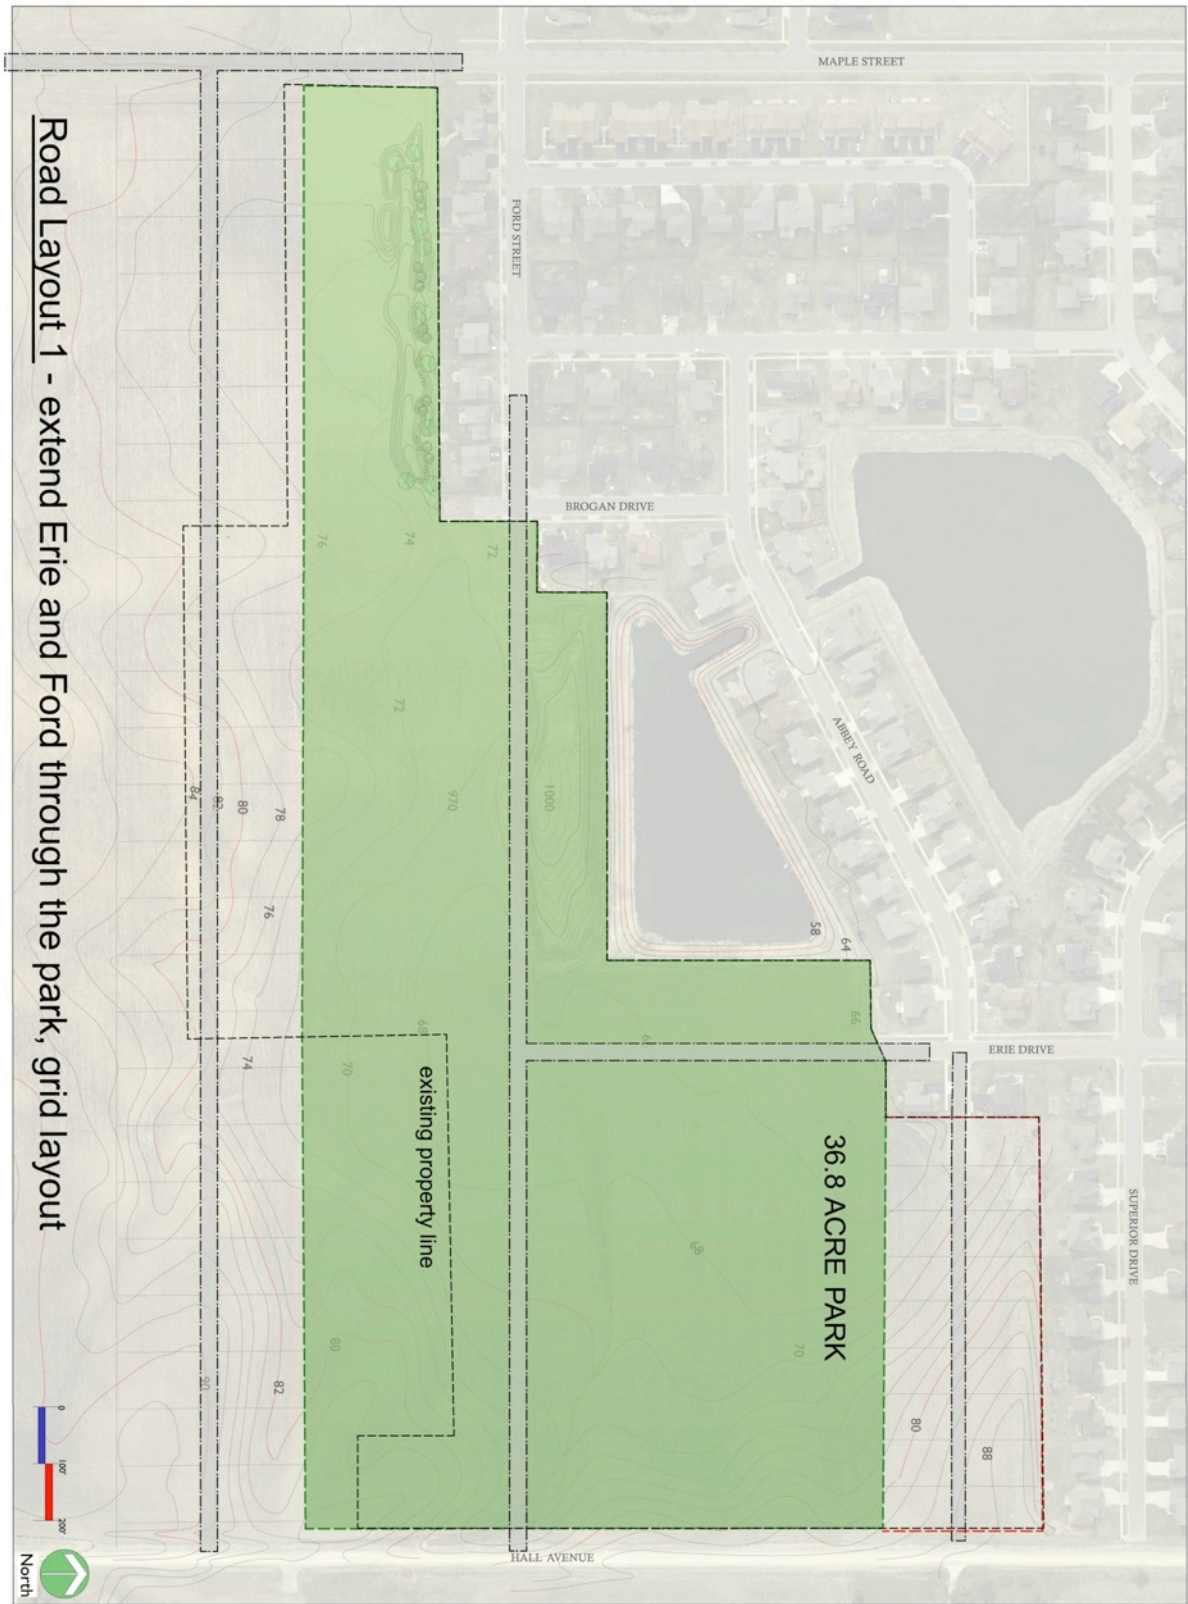 MAPLE STREET
FORD STREET
BROGAN DRIVE
ABBEY ROAD
ERIE DRIVE
SUPERIOR DRIVE
HALL AVENUE
36.8 ACRE PARK
existing property line
76
74
72
72
970
1000
84
82
80
78
76
74
58
64
66
68
70
68
70
80
82
90
80
88
Road Layout 1 - extend Erie and Ford through the park, grid layout
0
100'
200'
North